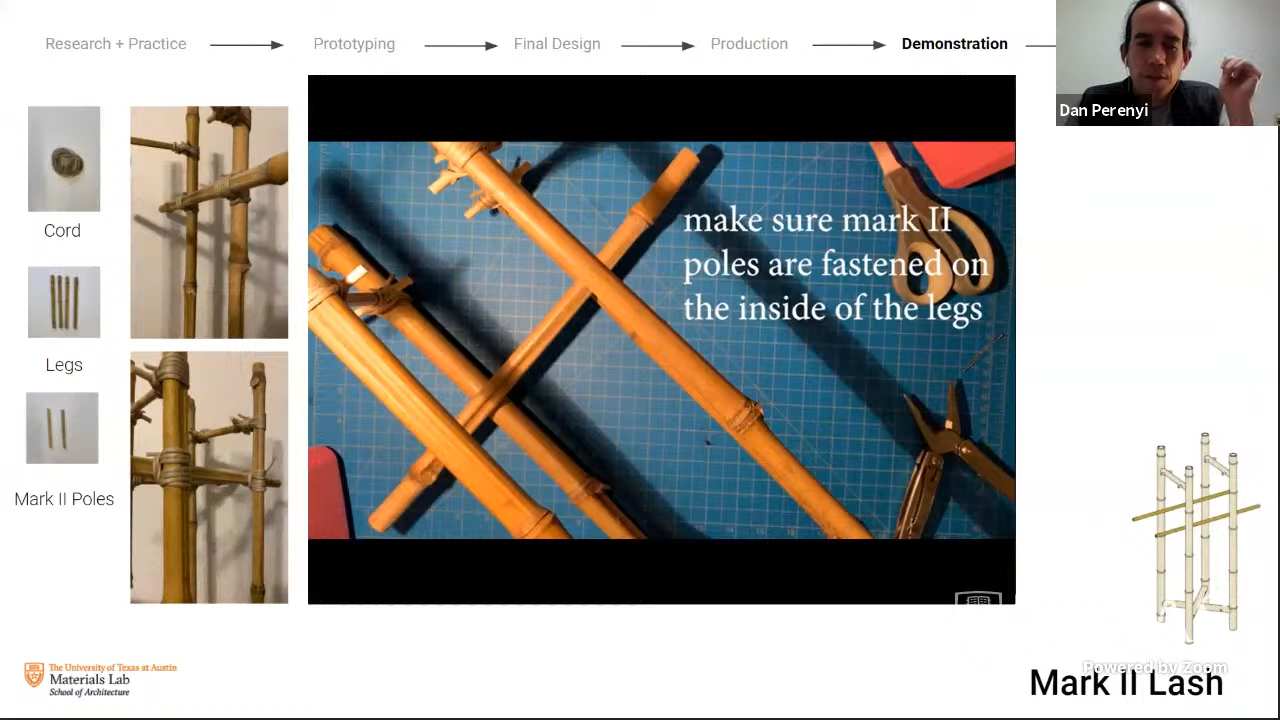 Research + Practice
Prototyping
Final Design
Production
Demonstration
Dan Perenyi
Cord
Legs
Mark II Poles
make sure mark II
poles are fastened on
the inside of the legs
The University of Texas at Austin
Materials Lab
School of Architecture
Powered by Zoom
Mark II Lash